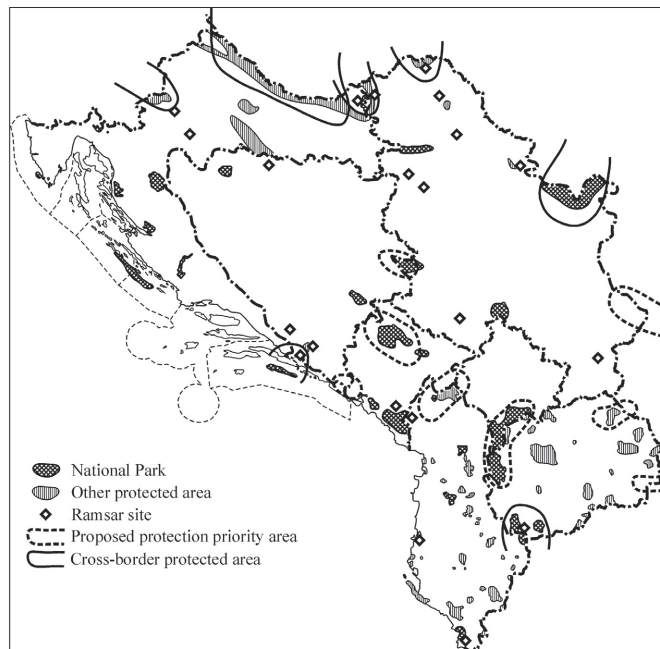 National Park
Other protected area
Ramsar site
Proposed protection priority area
Cross-border protected area